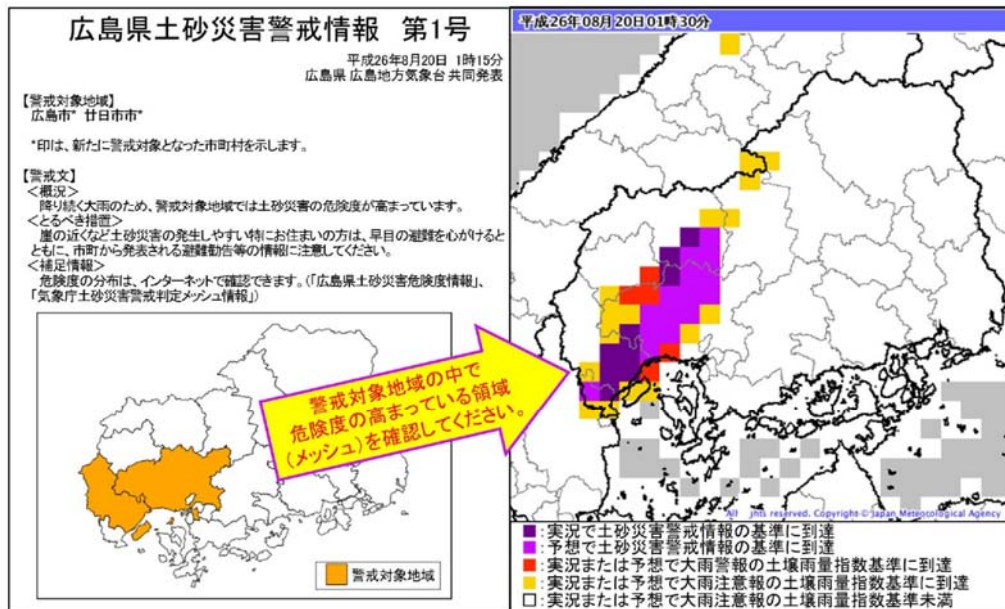 広島県土砂災害警戒情報 第1号
平成26年8月20日 1時15分
広島県 広島地方気象台 共同発表
【警戒対象地域】
広島市* 廿日市市*
*印は、新たに警戒対象となった市町村を示します。
【警戒文】
<概況>
降り続く大雨のため、警戒対象地域では土砂災害の危険度が高まっています。
<とるべき措置>
崖の近くなど土砂災害の発生しやすい特にお住まいの方は、早目の避難を心がけると
ともに、市町から発表される避難勧告等の情報に注意してください。
<補足情報>
危険度の分布は、インターネットで確認できます。(「広島県土砂災害危険度情報」、
「気象庁土砂災害警戒判定メッシュ情報」)
警戒対象地域
警戒対象地域の中で
危険度の高まっている領域
(メッシュ)を確認してください。
平成26年08月20日01時30分
All  hts reserved. Copyright © Japan Meteorological Agency
:実況で土砂災害警戒情報の基準に到達
:予想で土砂災害警戒情報の基準に到達
:実況または予想で大雨警報の土壌雨量指数基準に到達
:実況または予想で大雨注意報の土壌雨量指数基準に到達
:実況または予想で大雨注意報の土壌雨量指数基準未満